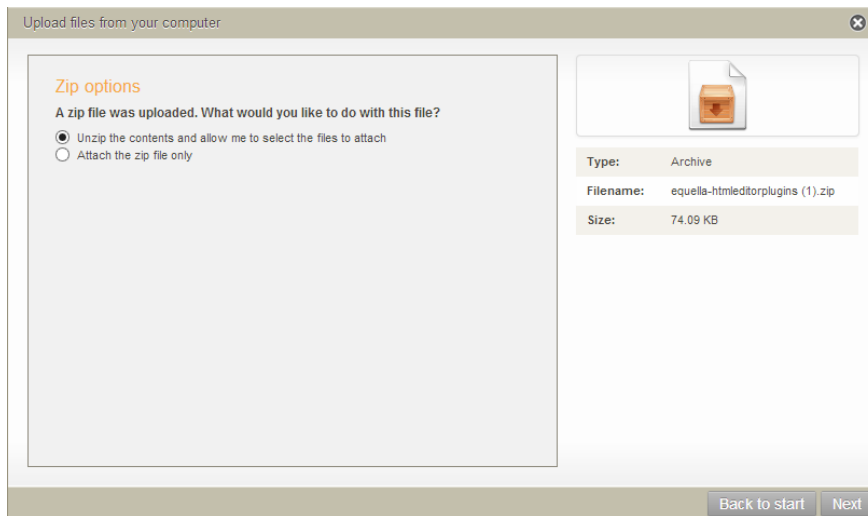 Upload files from your computer
Zip options
A zip file was uploaded. What would you like to do with this file?
Unzip the contents and allow me to select the files to attach
Attach the zip file only
Type: Archive
Filename: equella-htmleditorplugins (1).zip
Size: 74.09 KB
Back to start Next